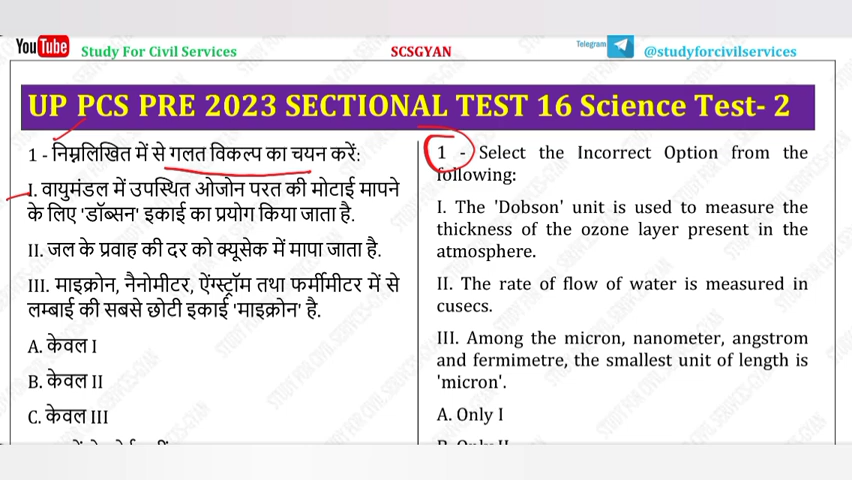 YouTube Study For Civil Services SCSGYAN Telegram @studyforcivilservices
UP PCS PRE 2023 SECTIONAL TEST 16 Science Test- 2
1 - निम्नलिखित में से गलत विकल्प का चयन करें:
I. वायुमंडल में उपस्थित ओजोन परत की मोटाई मापने
के लिए 'डॉब्सन' इकाई का प्रयोग किया जाता है.
II. जल के प्रवाह की दर को क्यूसेक में मापा जाता है.
III. माइक्रोन, नैनोमीटर, ऐंग्स्ट्रॉम तथा फर्मीमीटर में से
लम्बाई की सबसे छोटी इकाई 'माइक्रोन' है.
A. केवल I
B. केवल II
C. केवल III
1 - Select the Incorrect Option from the
following:
I. The 'Dobson' unit is used to measure the
thickness of the ozone layer present in the
atmosphere.
II. The rate of flow of water is measured in
cusecs.
III. Among the micron, nanometer, angstrom
and fermimetre, the smallest unit of length is
'micron'.
A. Only I
B. Only II